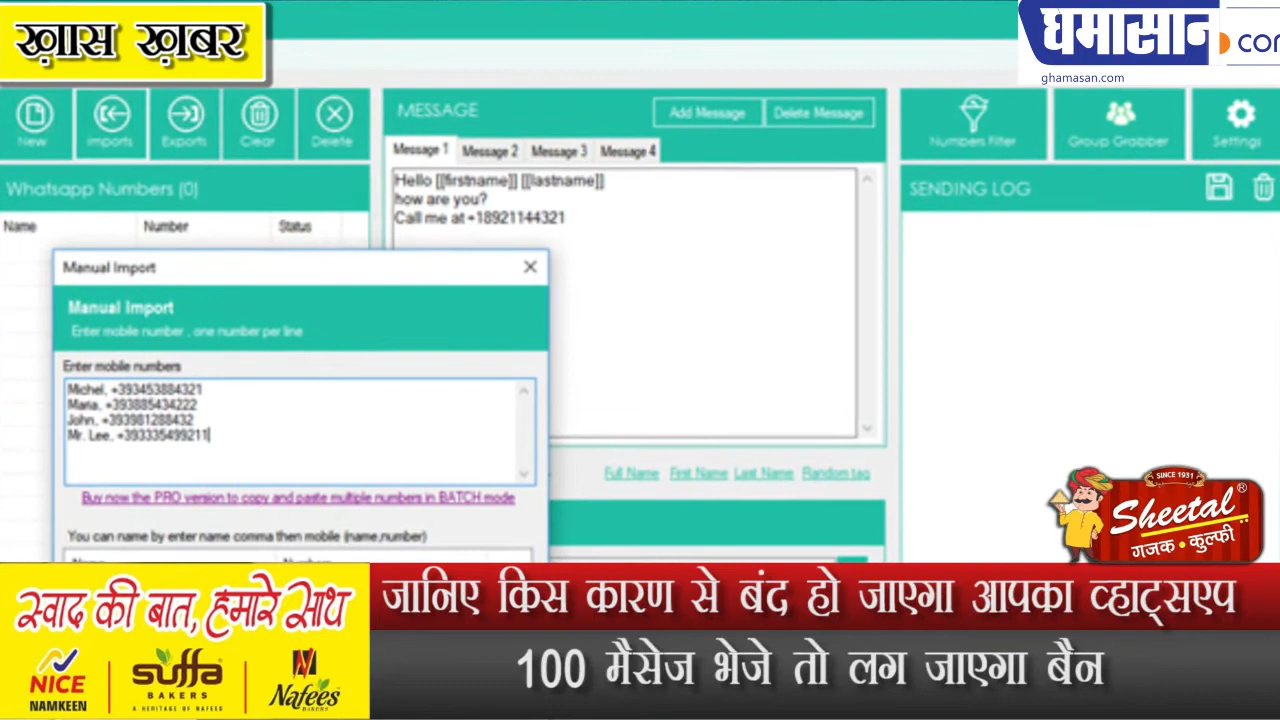 ख़ास ख़बर
घमासान
.com
ghamasan.com
New
Imports
Exports
Clear
Delete
MESSAGE
Add Message
Delete Message
Numbers Filter
Group Grabber
Settings
Message 1
Message 2
Message 3
Message 4
Whatsapp Numbers (0)
SENDING LOG
Name
Number
Status
Hello [[firstname]] [[lastname]]
how are you?
Call me at +18921144321
Manual Import
Manual Import
Enter mobile number , one number per line
Enter mobile numbers
Michel, +393453884321
Maria, +393885434222
John, +393981288432
Mr. Lee, +393335499211
Buy now the PRO version to copy and paste multiple numbers in BATCH mode
Full Name
First Name
Last Name
Random tag
You can name by enter name comma then mobile (name,number)
SINCE 1931
Sheetal
गजक • कुल्फी
स्वाद की बात, हमारे साथ
NICE
NAMKEEN
suffa
BAKERS
A HERITAGE OF NAFEES
Nafees
BAKERS
जानिए किस कारण से बंद हो जाएगा आपका व्हाट्सएप
100 मैसेज भेजे तो लग जाएगा बैन